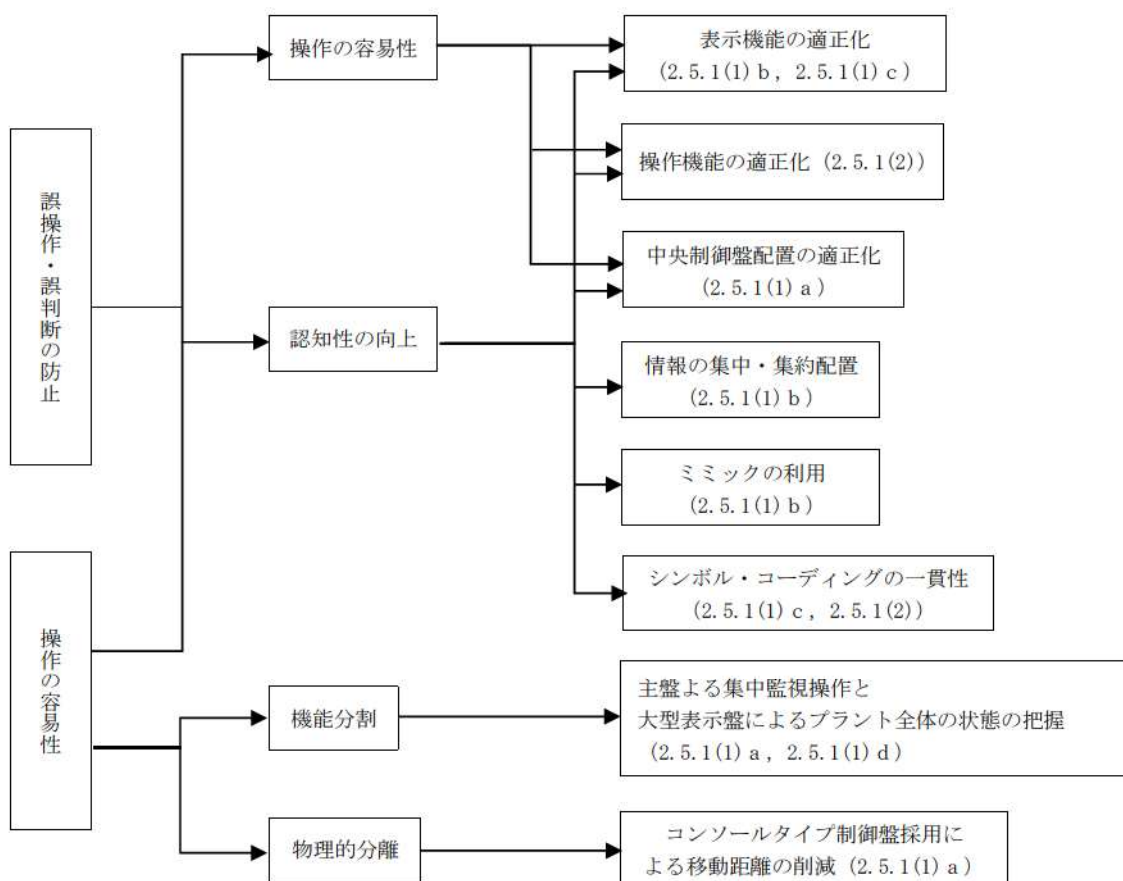 誤操作・誤判断の防止
操作の容易性
操作の容易性
認知性の向上
機能分割
物理的分離
表示機能の適正化
(2.5.1(1)b, 2.5.1(1)c)
操作機能の適正化 (2.5.1(2))
中央制御盤配置の適正化
(2.5.1(1)a)
情報の集中・集約配置
(2.5.1(1)b)
ミミックの利用
(2.5.1(1)b)
シンボル・コーディングの一貫性
(2.5.1(1)c, 2.5.1(2))
主盤よる集中監視操作と
大型表示盤によるプラント全体の状態の把握
(2.5.1(1)a, 2.5.1(1)d)
コンソールタイプ制御盤採用に
よる移動距離の削減 (2.5.1(1)a)